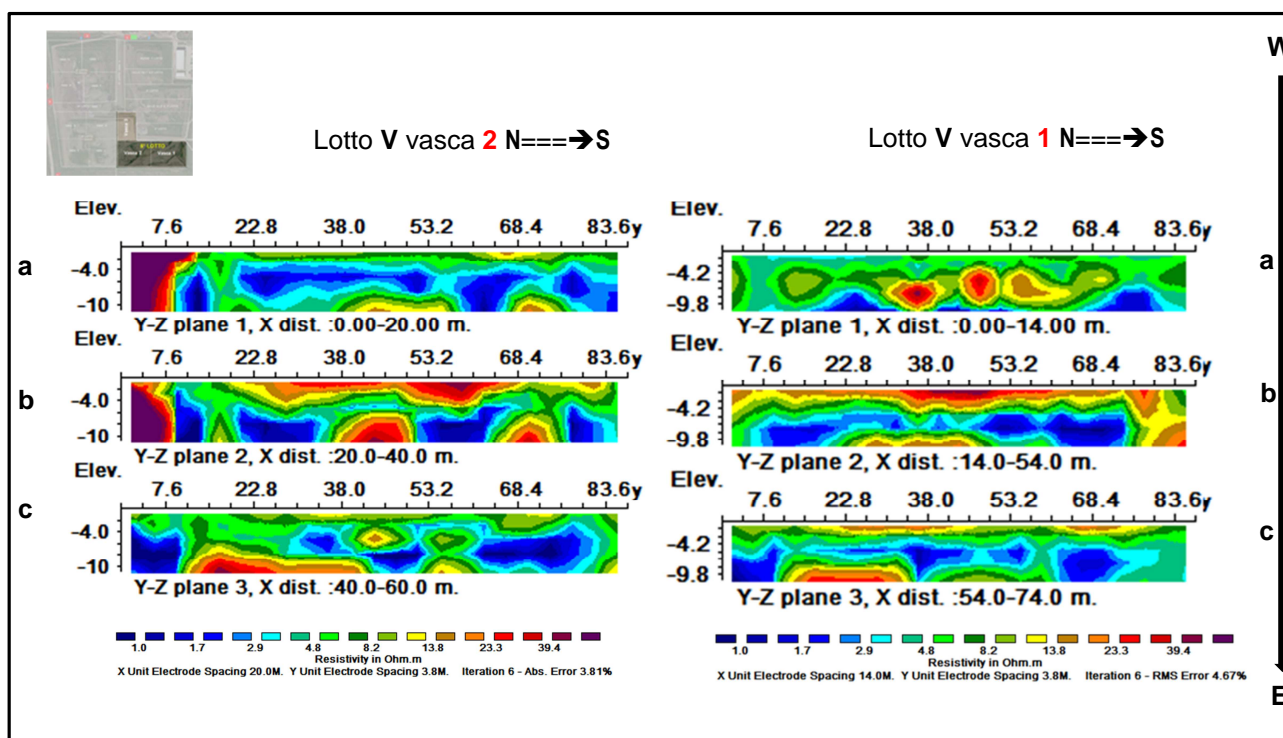 W
Lotto V vasca 2 N===➔S
Lotto V vasca 1 N===➔S
6° LOTTO
Vasca 2 Vasca 1
a
Elev.
7.6 22.8 38.0 53.2 68.4 83.6y
-4.0
-10
Y-Z plane 1, X dist. :0.00-20.00 m.
b
Elev.
7.6 22.8 38.0 53.2 68.4 83.6y
-4.0
-10
Y-Z plane 2, X dist. :20.0-40.0 m.
c
Elev.
7.6 22.8 38.0 53.2 68.4 83.6y
-4.0
-10
Y-Z plane 3, X dist. :40.0-60.0 m.
1.0 1.7 2.9 4.8 8.2 13.8 23.3 39.4
Resistivity in Ohm.m
X Unit Electrode Spacing 20.0M. Y Unit Electrode Spacing 3.8M. Iteration 6 - Abs. Error 3.81%
Elev.
7.6 22.8 38.0 53.2 68.4 83.6y
a
-4.2
-9.8
Y-Z plane 1, X dist. :0.00-14.00 m.
Elev.
7.6 22.8 38.0 53.2 68.4 83.6y
b
-4.2
-9.8
Y-Z plane 2, X dist. :14.0-54.0 m.
Elev.
7.6 22.8 38.0 53.2 68.4 83.6y
c
-4.2
-9.8
Y-Z plane 3, X dist. :54.0-74.0 m.
1.0 1.7 2.9 4.8 8.2 13.8 23.3 39.4
Resistivity in Ohm.m
X Unit Electrode Spacing 14.0M. Y Unit Electrode Spacing 3.8M. Iteration 6 - RMS Error 4.67%
E